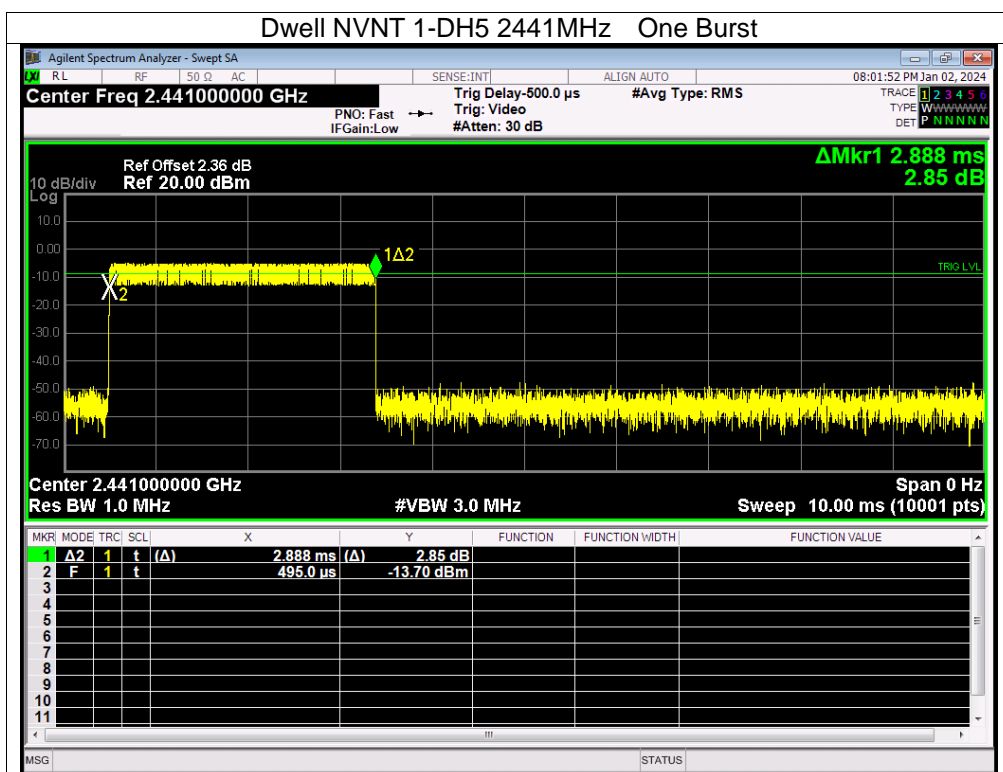 Dwell NVNT 1-DH5 2441MHz One Burst
Agilent Spectrum Analyzer - Swept SA
LXI RL RF 50 Ω AC SENSE:INT ALIGN AUTO 08:01:52 PM Jan 02, 2024
Center Freq 2.441000000 GHz Trig Delay-500.0 µs #Avg Type: RMS TRACE 1 2 3 4 5 6
PNO: Fast Trig: Video TYPE WWWWWW
IFGain:Low #Atten: 30 dB DET P N N N N N
ΔMkr1 2.888 ms
2.85 dB
Ref Offset 2.36 dB
10 dB/div Ref 20.00 dBm
Log
10.0
0.00
1Δ2
-10.0
TRIG LVL
2
-20.0
-30.0
-40.0
-50.0
-60.0
-70.0
Center 2.441000000 GHz Span 0 Hz
Res BW 1.0 MHz #VBW 3.0 MHz Sweep 10.00 ms (10001 pts)
MKR MODE TRC SCL X Y FUNCTION FUNCTION WIDTH FUNCTION VALUE
1 Δ2 1 t (Δ) 2.888 ms (Δ) 2.85 dB
2 F 1 t 495.0 µs -13.70 dBm
3
4
5
6
7
8
9
10
11
MSG STATUS